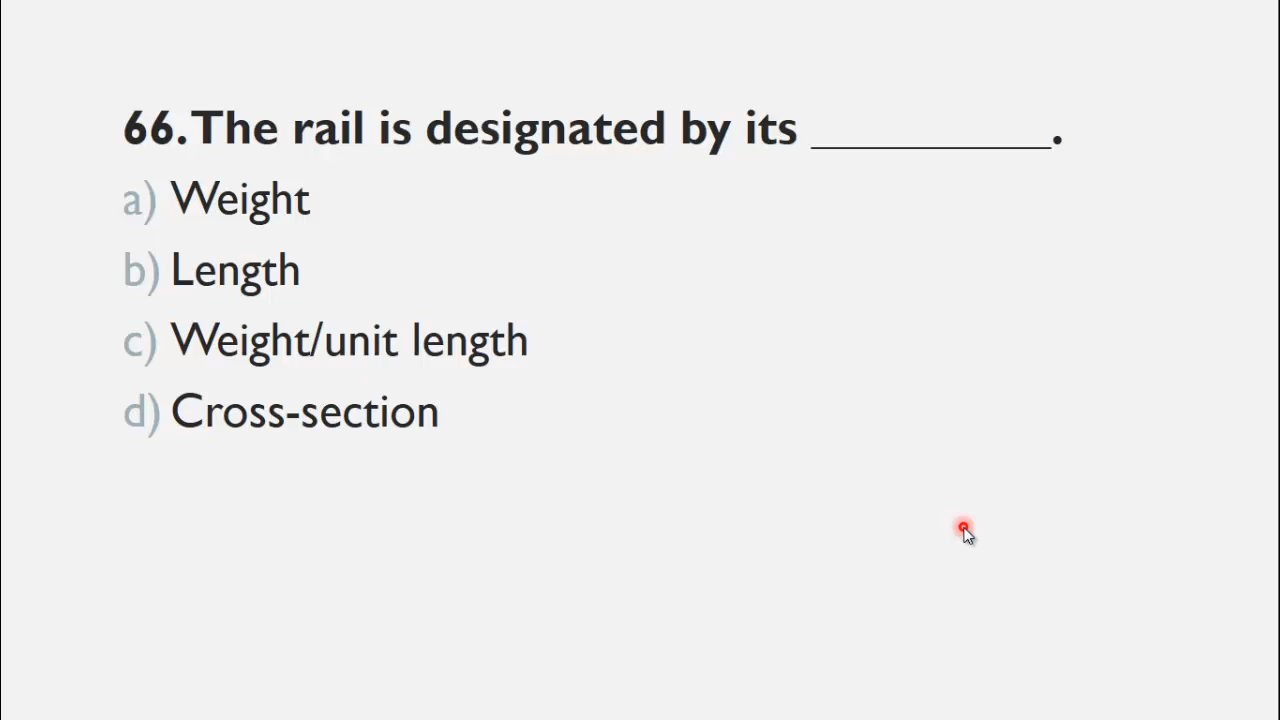 66. The rail is designated by its __________.
a) Weight
b) Length
c) Weight/unit length
d) Cross-section